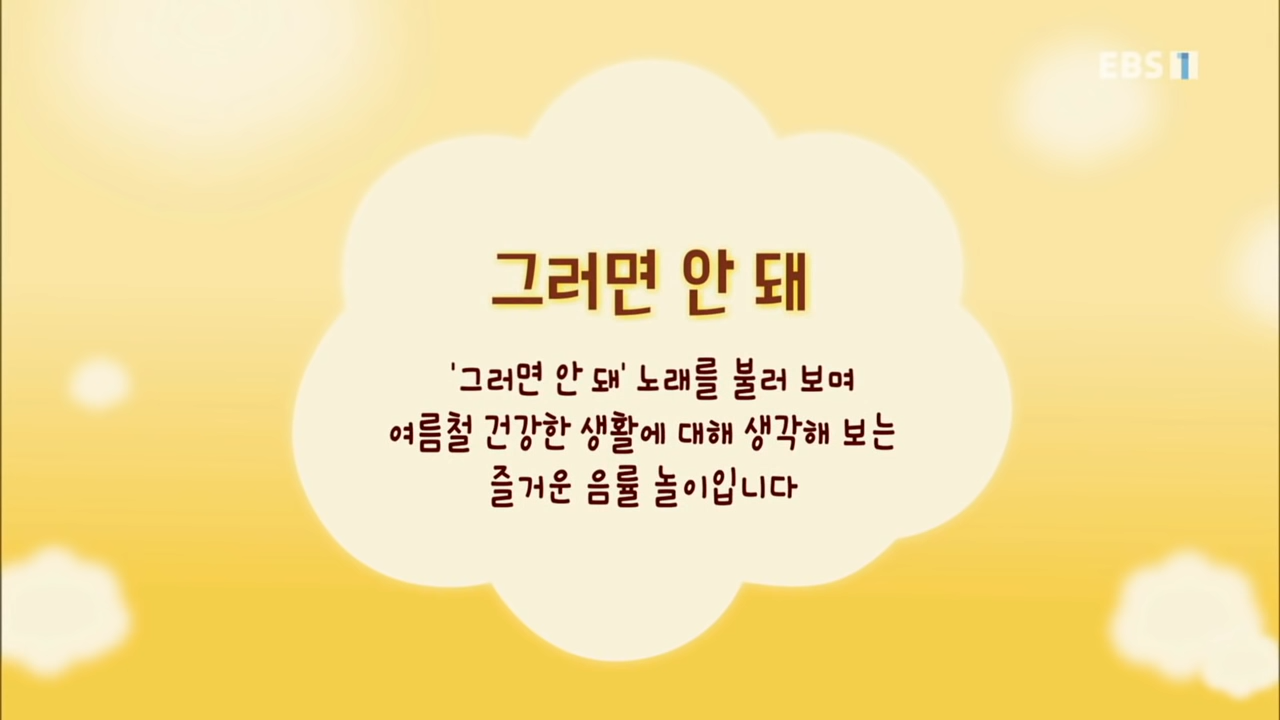 EBS 1
그러면 안 돼
'그러면 안 돼' 노래를 불러 보며
여름철 건강한 생활에 대해 생각해 보는
즐거운 음률 놀이입니다